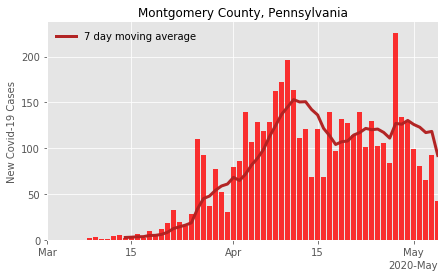 Montgomery County, Pennsylvania
7 day moving average
New Covid-19 Cases
200
150
100
50
0
Mar 15 Apr 15 May
2020-May